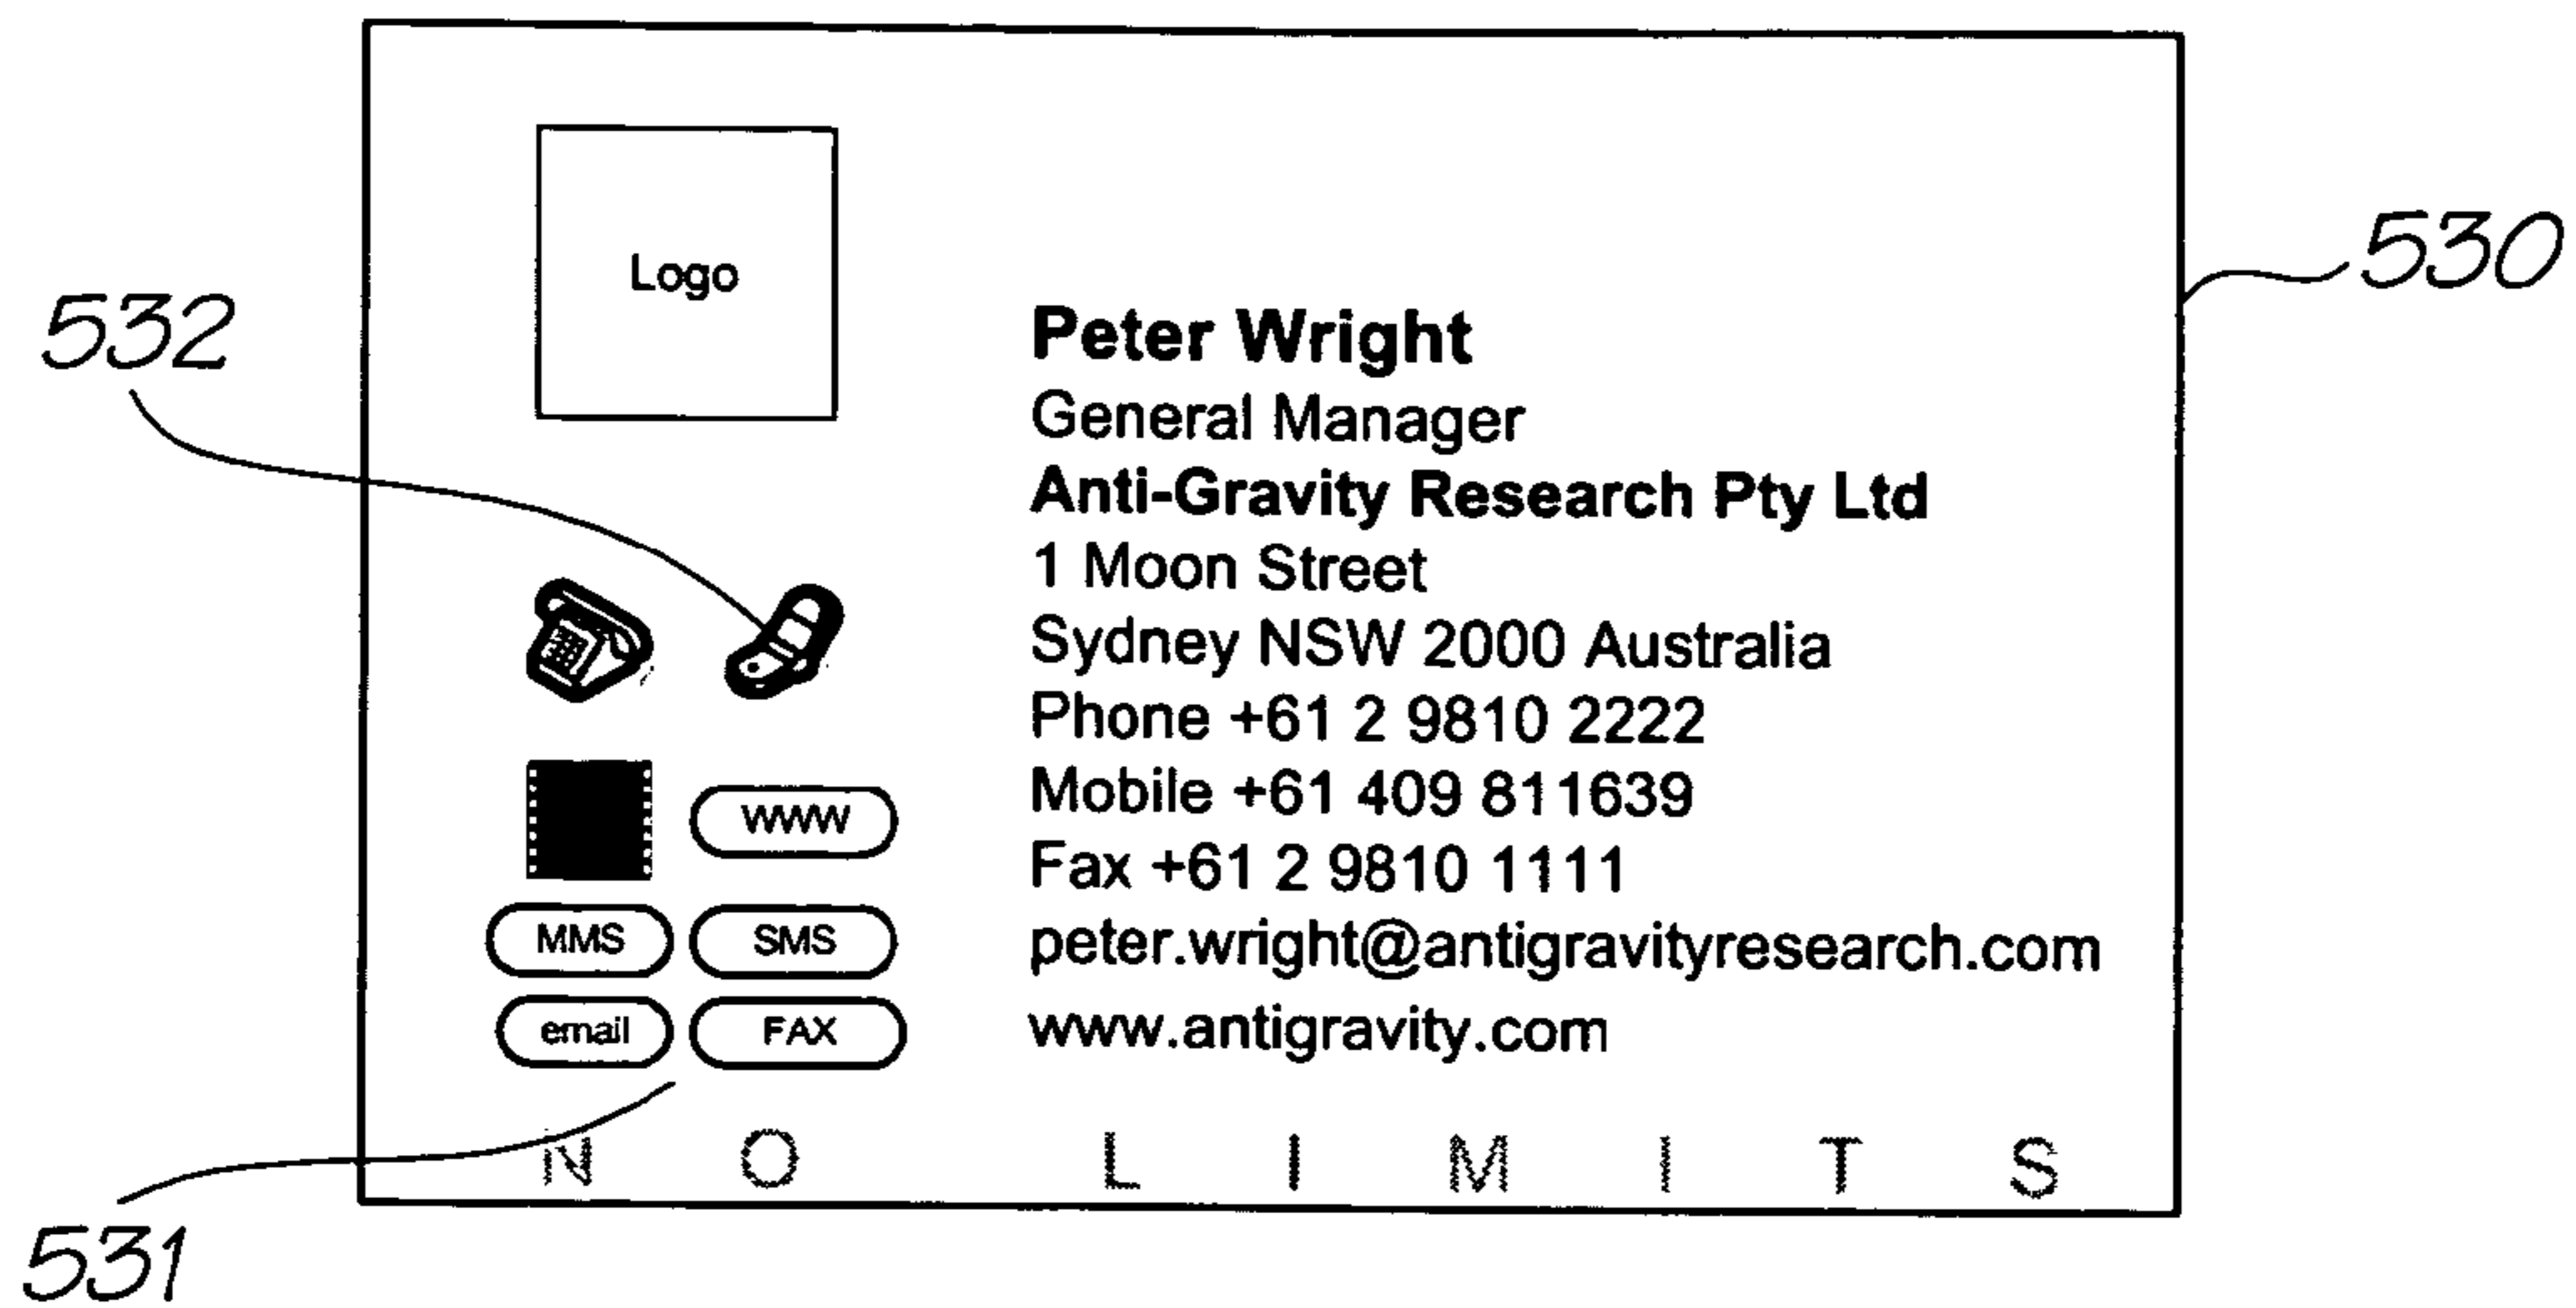 530
532
Logo
Peter Wright
General Manager
Anti-Gravity Research Pty Ltd
1 Moon Street
Sydney NSW 2000 Australia
Phone +61 2 9810 2222
Mobile +61 409 811639
Fax +61 2 9810 1111
peter.wright@antigravityresearch.com
www.antigravity.com
WWW
MMS SMS
email FAX
NO LIMITS
531